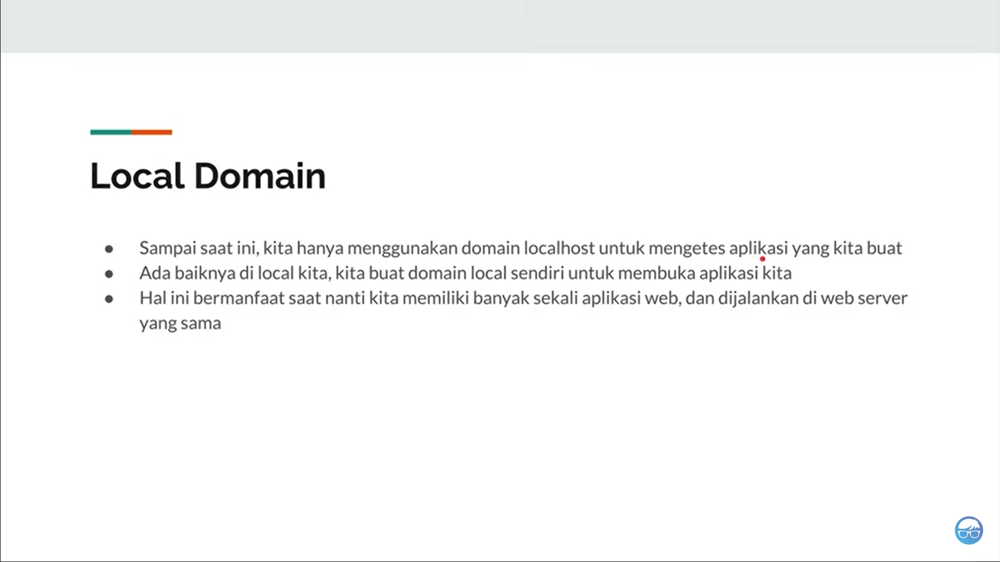 Local Domain
● Sampai saat ini, kita hanya menggunakan domain localhost untuk mengetes aplikasi yang kita buat
● Ada baiknya di local kita, kita buat domain local sendiri untuk membuka aplikasi kita
● Hal ini bermanfaat saat nanti kita memiliki banyak sekali aplikasi web, dan dijalankan di web server
yang sama